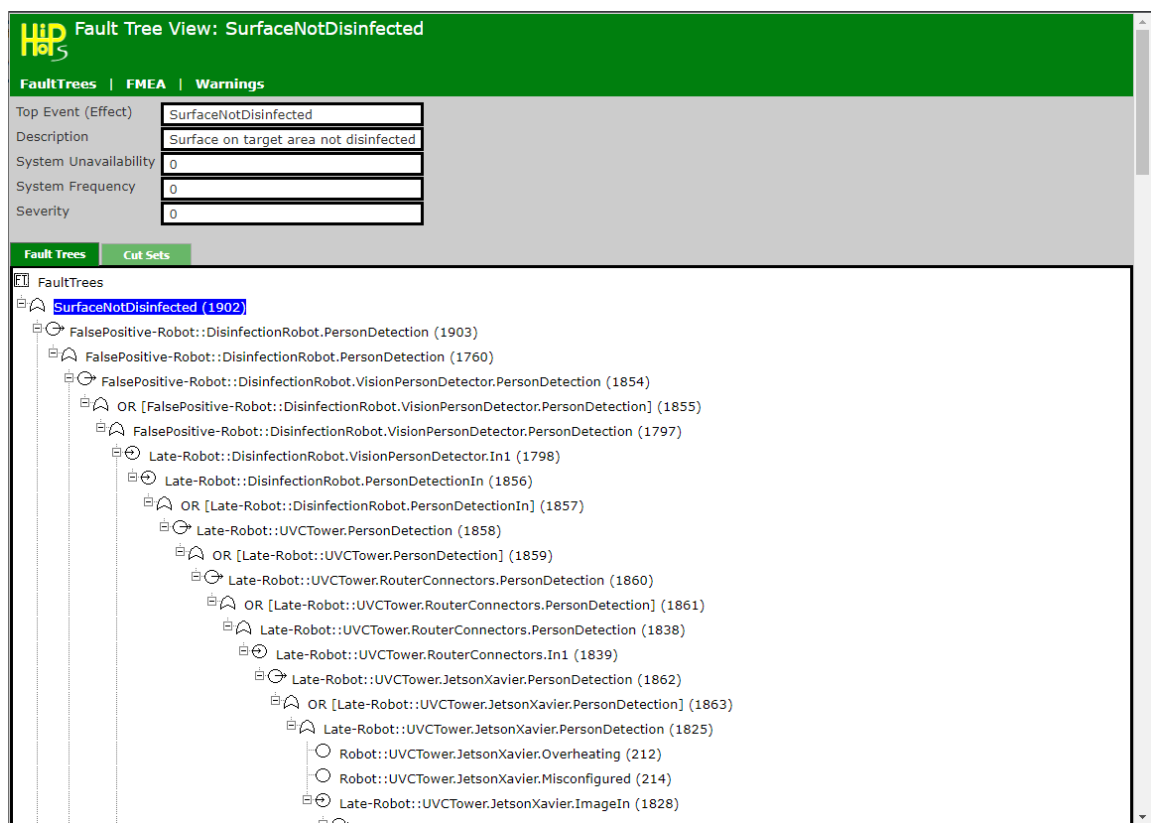 HiP HOPS Fault Tree View: SurfaceNotDisinfected
FaultTrees | FMEA | Warnings
Top Event (Effect) SurfaceNotDisinfected
Description Surface on target area not disinfected
System Unavailability 0
System Frequency 0
Severity 0
Fault Trees Cut Sets
FT FaultTrees
SurfaceNotDisinfected (1902)
FalsePositive-Robot::DisinfectionRobot.PersonDetection (1903)
FalsePositive-Robot::DisinfectionRobot.PersonDetection (1760)
FalsePositive-Robot::DisinfectionRobot.VisionPersonDetector.PersonDetection (1854)
OR [FalsePositive-Robot::DisinfectionRobot.VisionPersonDetector.PersonDetection] (1855)
FalsePositive-Robot::DisinfectionRobot.VisionPersonDetector.PersonDetection (1797)
Late-Robot::DisinfectionRobot.VisionPersonDetector.In1 (1798)
Late-Robot::DisinfectionRobot.PersonDetectionIn (1856)
OR [Late-Robot::DisinfectionRobot.PersonDetectionIn] (1857)
Late-Robot::UVCTower.PersonDetection (1858)
OR [Late-Robot::UVCTower.PersonDetection] (1859)
Late-Robot::UVCTower.RouterConnectors.PersonDetection (1860)
OR [Late-Robot::UVCTower.RouterConnectors.PersonDetection] (1861)
Late-Robot::UVCTower.RouterConnectors.PersonDetection (1838)
Late-Robot::UVCTower.RouterConnectors.In1 (1839)
Late-Robot::UVCTower.JetsonXavier.PersonDetection (1862)
OR [Late-Robot::UVCTower.JetsonXavier.PersonDetection] (1863)
Late-Robot::UVCTower.JetsonXavier.PersonDetection (1825)
Robot::UVCTower.JetsonXavier.Overheating (212)
Robot::UVCTower.JetsonXavier.Misconfigured (214)
Late-Robot::UVCTower.JetsonXavier.ImageIn (1828)